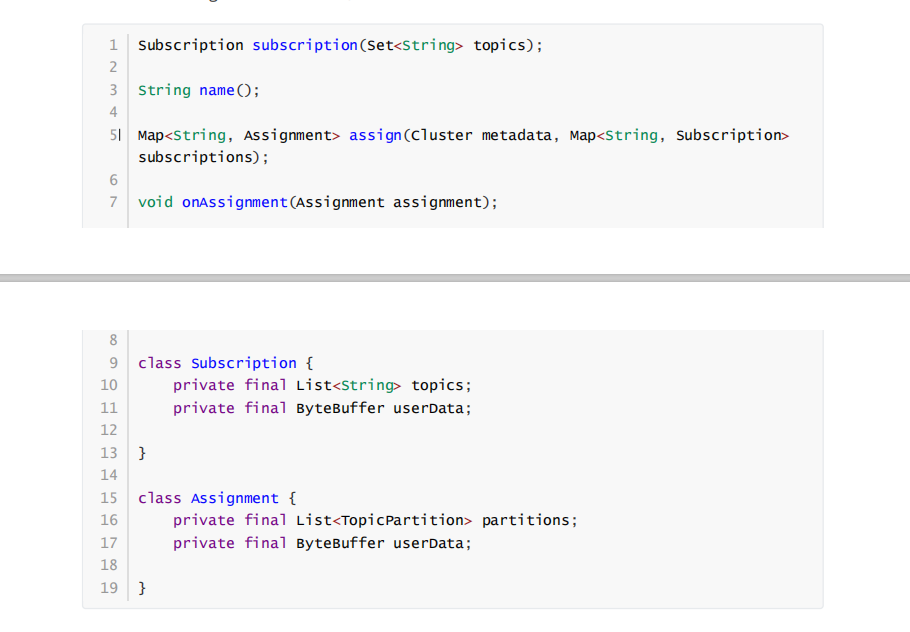 1 Subscription subscription(Set<String> topics);
2
3 String name();
4
5 Map<String, Assignment> assign(Cluster metadata, Map<String, Subscription>
subscriptions);
6
7 void onAssignment(Assignment assignment);
8
9 class Subscription {
10     private final List<String> topics;
11     private final ByteBuffer userData;
12
13 }
14
15 class Assignment {
16     private final List<TopicPartition> partitions;
17     private final ByteBuffer userData;
18
19 }